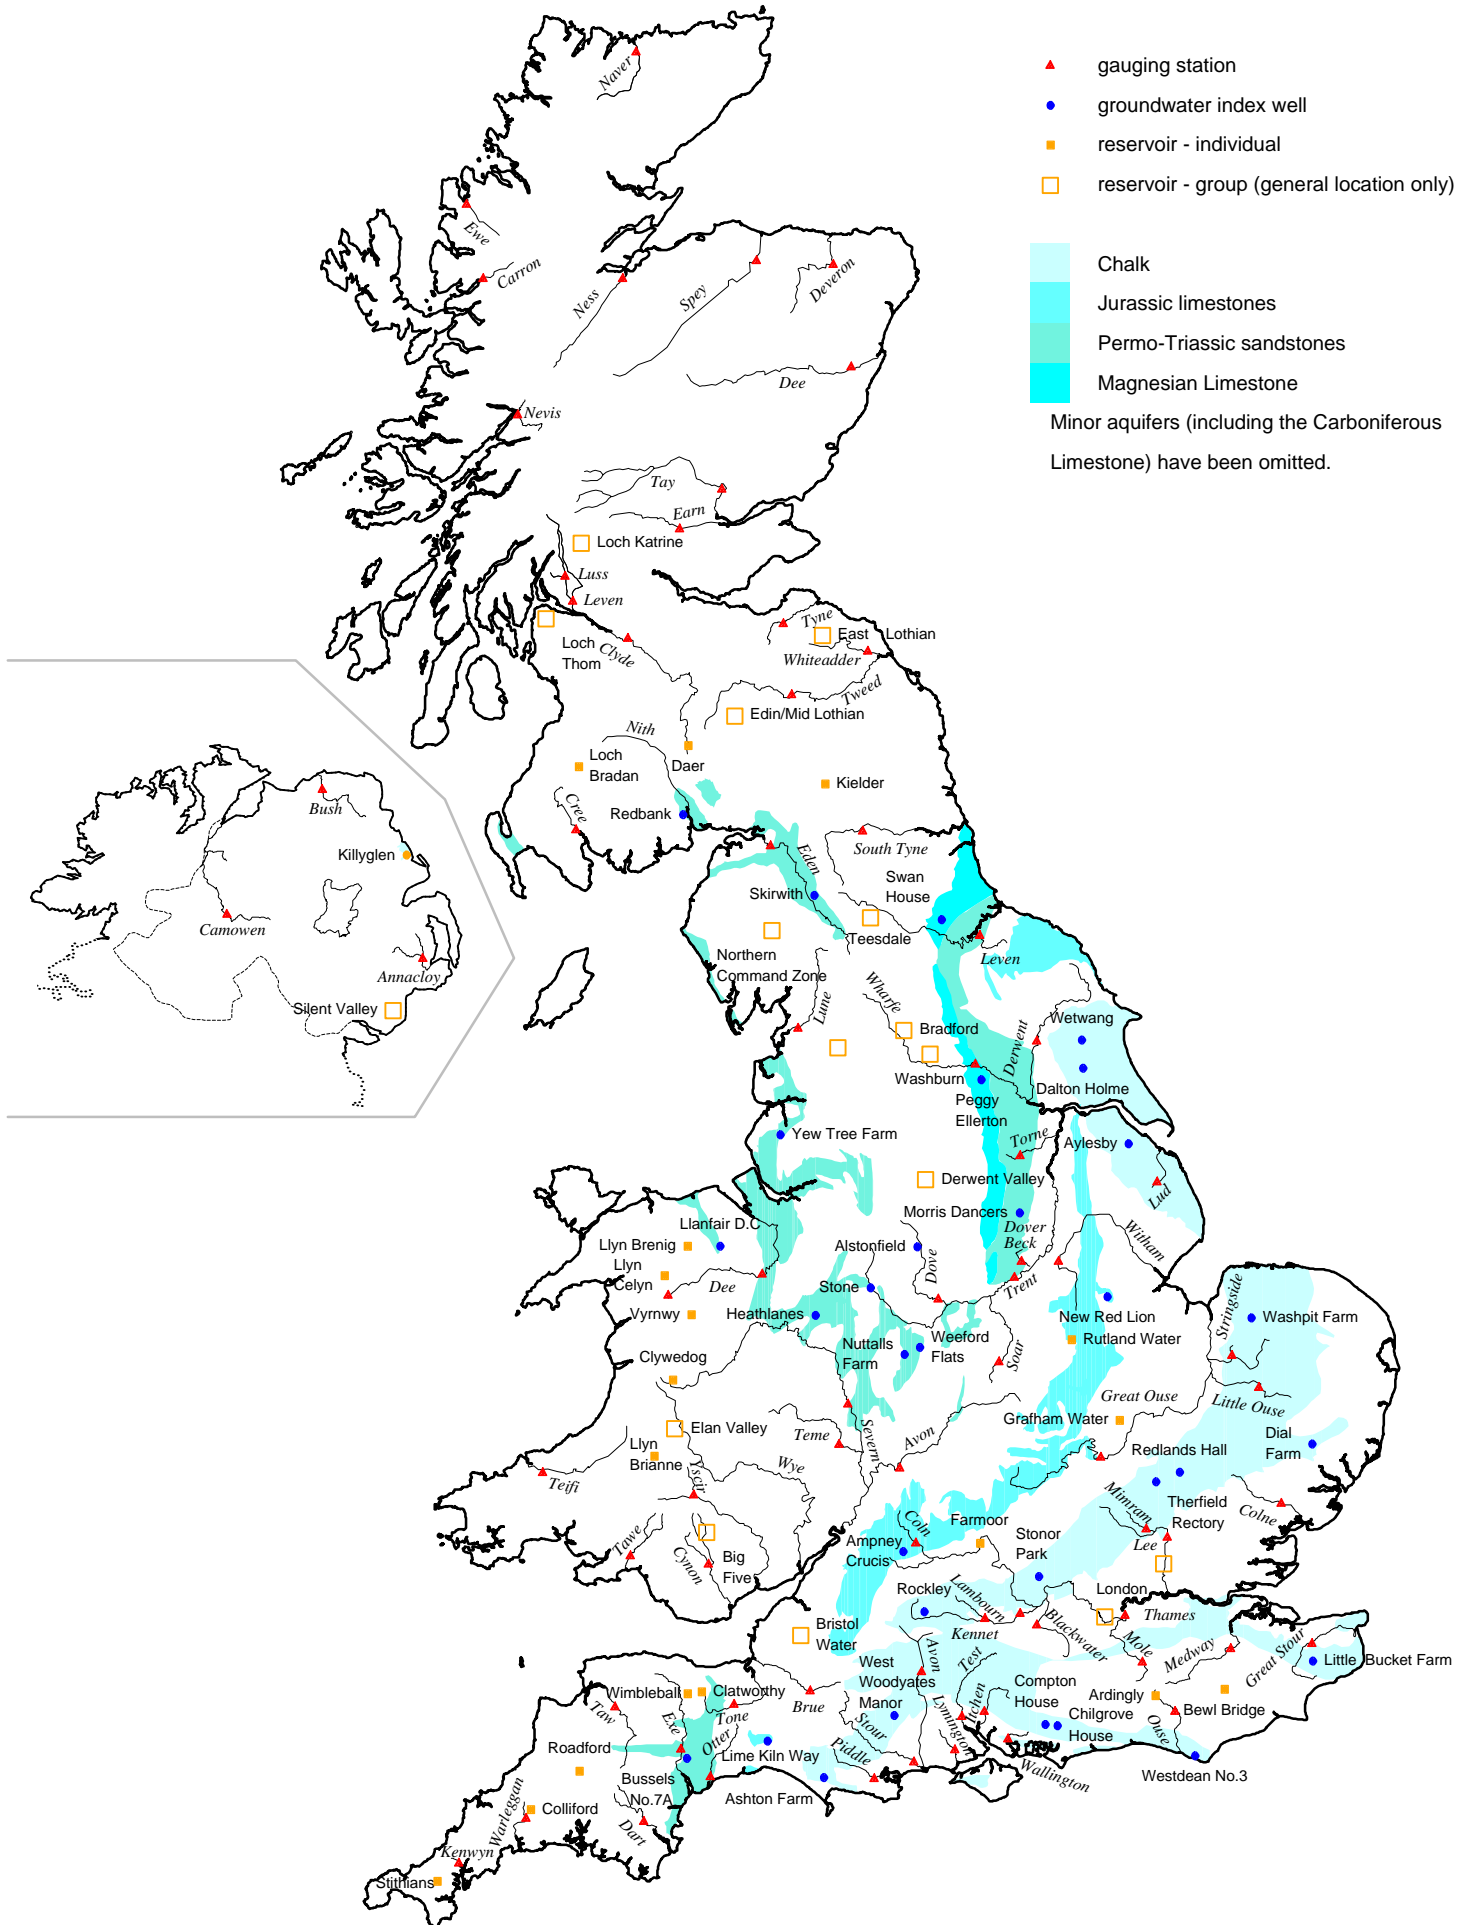 gauging station
groundwater index well
reservoir - individual
reservoir - group (general location only)
Chalk
Jurassic limestones
Permo-Triassic sandstones
Magnesian Limestone
Minor aquifers (including the Carboniferous
Limestone) have been omitted.
Naver
Ewe
Carron
Ness
Spey
Deveron
Dee
Nevis
Tay
Earn
Loch Katrine
Luss
Leven
Loch
Thom
Clyde
Tyne
East Lothian
Whiteadder
Tweed
Edin/Mid Lothian
Nith
Daer
Loch
Bradan
Kielder
Cree
Redbank
Bush
Killyglen
Camowen
Annacloy
Silent Valley
Eden
South Tyne
Swan
House
Skirwith
Teesdale
Leven
Northern
Command Zone
Lune
Wharfe
Bradford
Washburn
Peggy
Ellerton
Derwent
Wetwang
Dalton Holme
Yew Tree Farm
Torne
Aylesby
Lud
Derwent Valley
Morris Dancers
Dover
Beck
Witham
Llanfair D.C
Llyn Brenig
Llyn
Celyn
Dee
Vyrnwy
Alstonfield
Dove
Stone
Trent
Heathlanes
Nuttalls
Farm
Weeford
Flats
Soar
New Red Lion
Rutland Water
Stringside
Washpit Farm
Clywedog
Great Ouse
Little Ouse
Grafham Water
Elan Valley
Teme
Severn
Avon
Redlands Hall
Dial
Farm
Llyn
Brianne
Yscir
Wye
Teifi
Mimram
Therfield
Rectory
Colne
Coln
Farmoor
Stonor
Park
Lee
Ampney
Crucis
Tawe
Cynon
Big
Five
Rockley
Lambourn
London
Thames
Kennet
Blackwater
Mole
Medway
Great Stour
Bristol
Water
Little Bucket Farm
West
Woodyates
Manor
Avon
Test
Compton
House
Itchen
Chilgrove
House
Ardingly
Bewl Bridge
Ouse
Wimbleball
Clatworthy
Taw
Exe
Tone
Brue
Otter
Stour
Lymington
Piddle
Wallington
Westdean No.3
Roadford
Lime Kiln Way
Bussels
No.7A
Ashton Farm
Colliford
Warleggan
Dart
Kenwyn
Stithians